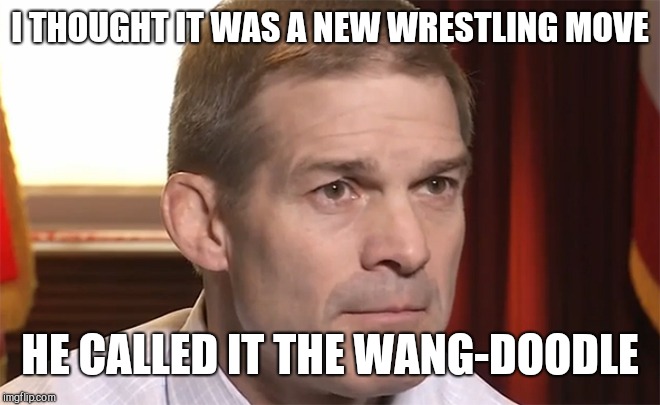 I THOUGHT IT WAS A NEW WRESTLING MOVE
HE CALLED IT THE WANG-DOODLE
imgflip.com